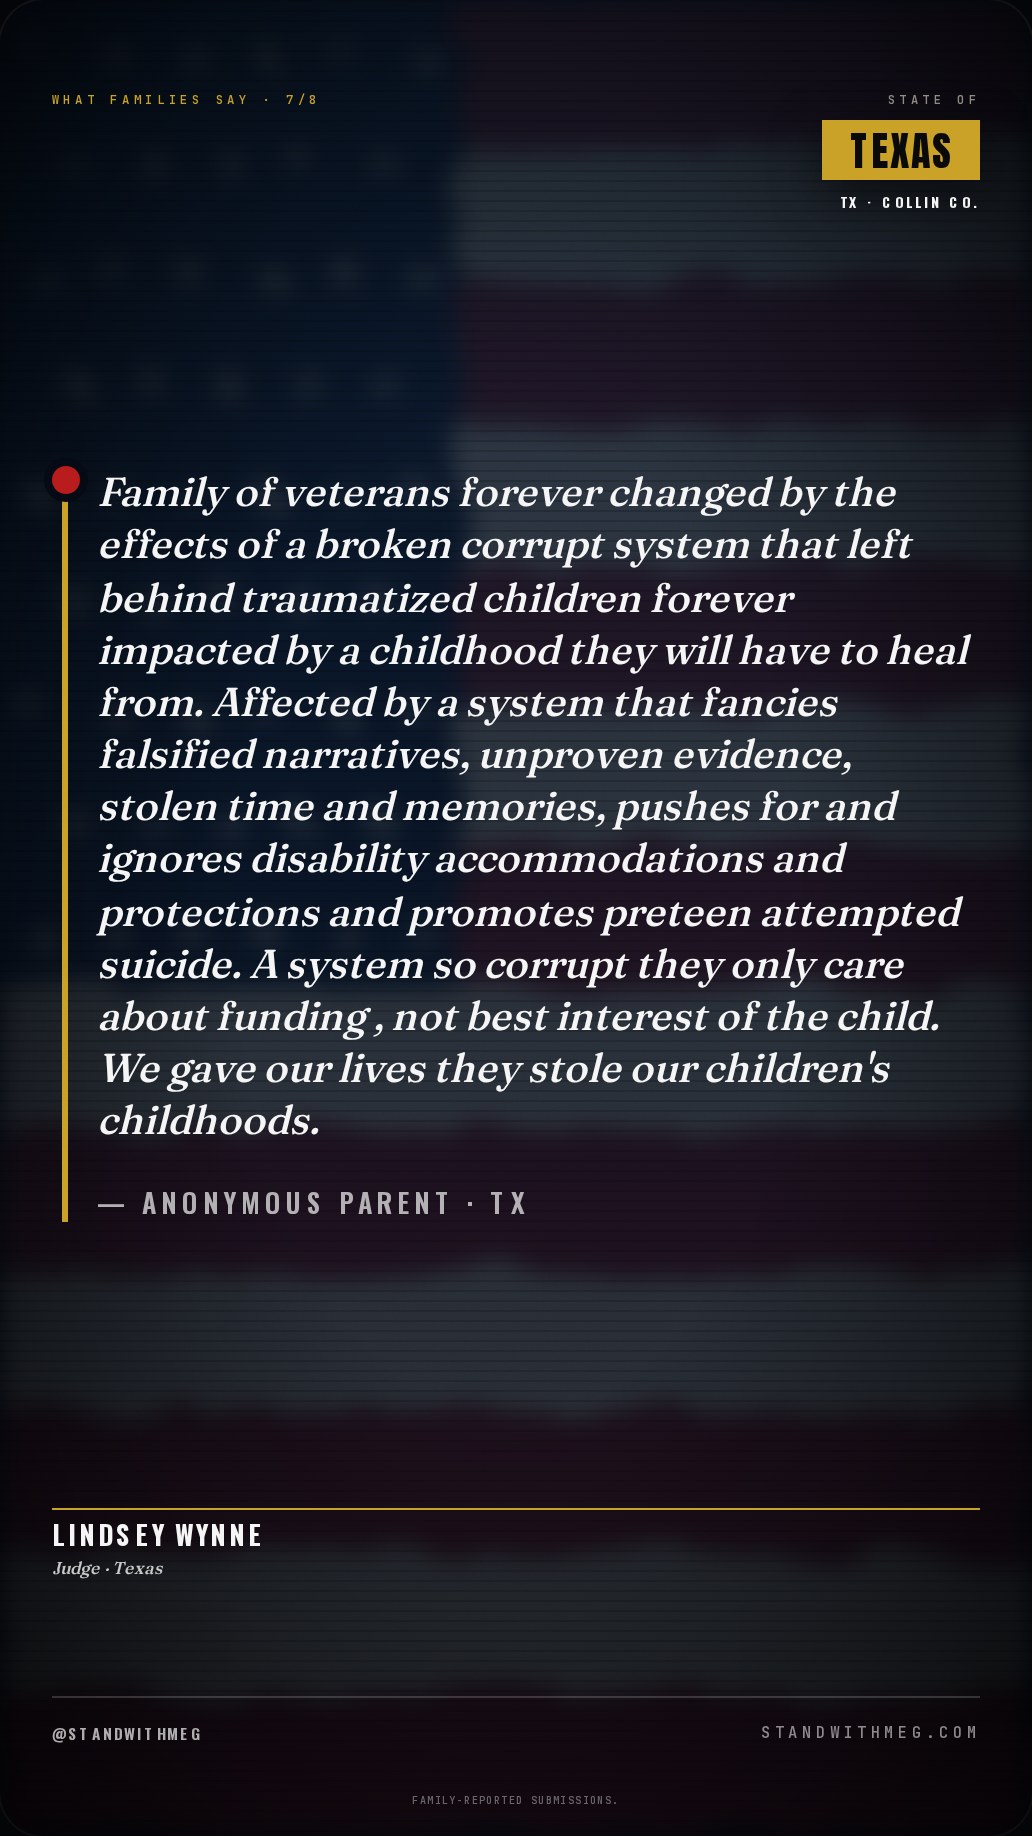 WHAT FAMILIES SAY · 7/8
STATE OF
TEXAS
TX · COLLIN CO.
Family of veterans forever changed by the
effects of a broken corrupt system that left
behind traumatized children forever
impacted by a childhood they will have to heal
from. Affected by a system that fancies
falsified narratives, unproven evidence,
stolen time and memories, pushes for and
ignores disability accommodations and
protections and promotes preteen attempted
suicide. A system so corrupt they only care
about funding , not best interest of the child.
We gave our lives they stole our children's
childhoods.
— ANONYMOUS PARENT · TX
LINDSEY WYNNE
Judge · Texas
@STANDWITHMEG
STANDWITHMEG.COM
FAMILY-REPORTED SUBMISSIONS.